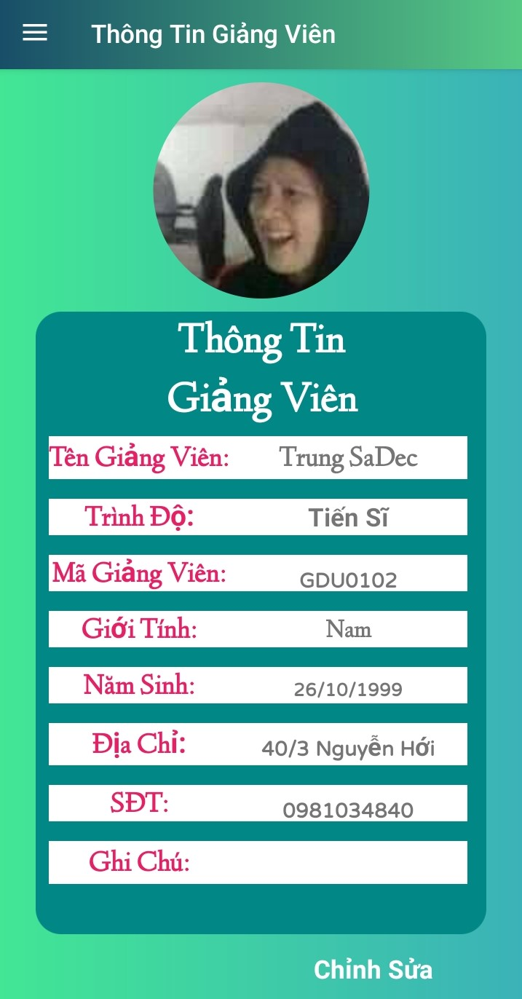 Thông Tin Giảng Viên
Thông Tin
Giảng Viên
Tên Giảng Viên: Trung SaDec
Trình Độ: Tiến Sĩ
Mã Giảng Viên: GDU0102
Giới Tính: Nam
Năm Sinh: 26/10/1999
Địa Chỉ: 40/3 Nguyễn Hới
SĐT: 0981034840
Ghi Chú:
Chỉnh Sửa